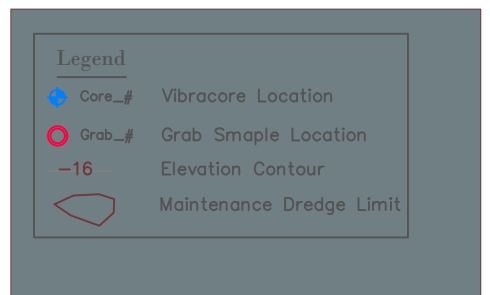 Legend
Core_# Vibracore Location
Grab_# Grab Smaple Location
-16 Elevation Contour
Maintenance Dredge Limit